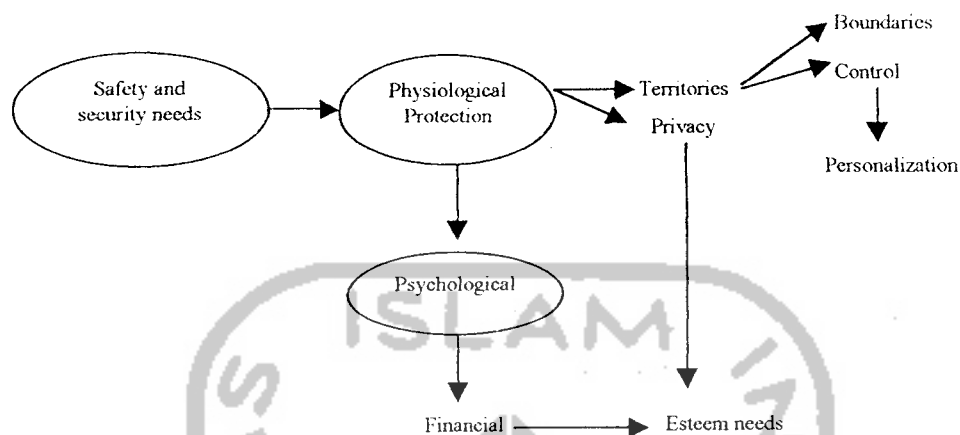 Boundaries
Safety and
security needs
Physiological
Protection
Territories
Control
Privacy
Personalization
Psychological
ISLAM
Financial
Esteem needs